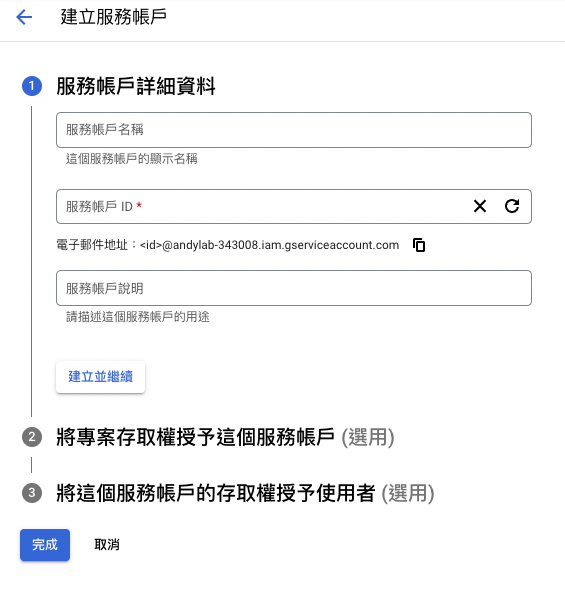 建立服務帳戶
1 服務帳戶詳細資料
服務帳戶名稱
這個服務帳戶的顯示名稱
服務帳戶 ID *
電子郵件地址：<id>@andylab-343008.iam.gserviceaccount.com
服務帳戶說明
請描述這個服務帳戶的用途
建立並繼續
2 將專案存取權授予這個服務帳戶 (選用)
3 將這個服務帳戶的存取權授予使用者 (選用)
完成 取消